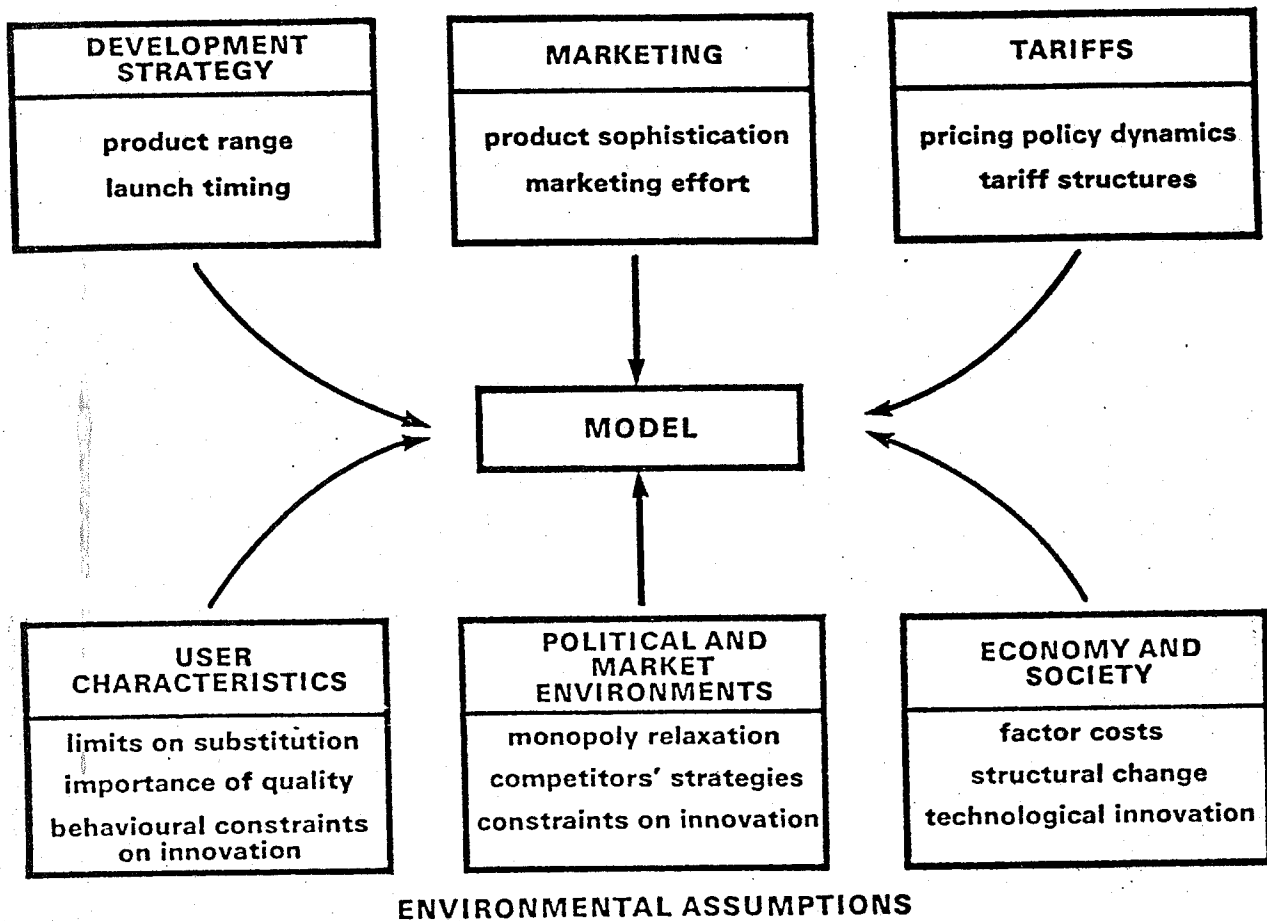 DEVELOPMENT
STRATEGY
product range
launch timing
MARKETING
product sophistication
marketing effort
TARIFFS
pricing policy dynamics
tariff structures
MODEL
USER
CHARACTERISTICS
limits on substitution
importance of quality
behavioural constraints
on innovation
POLITICAL AND
MARKET
ENVIRONMENTS
monopoly relaxation
competitors' strategies
constraints on innovation
ECONOMY AND
SOCIETY
factor costs
structural change
technological innovation
ENVIRONMENTAL ASSUMPTIONS